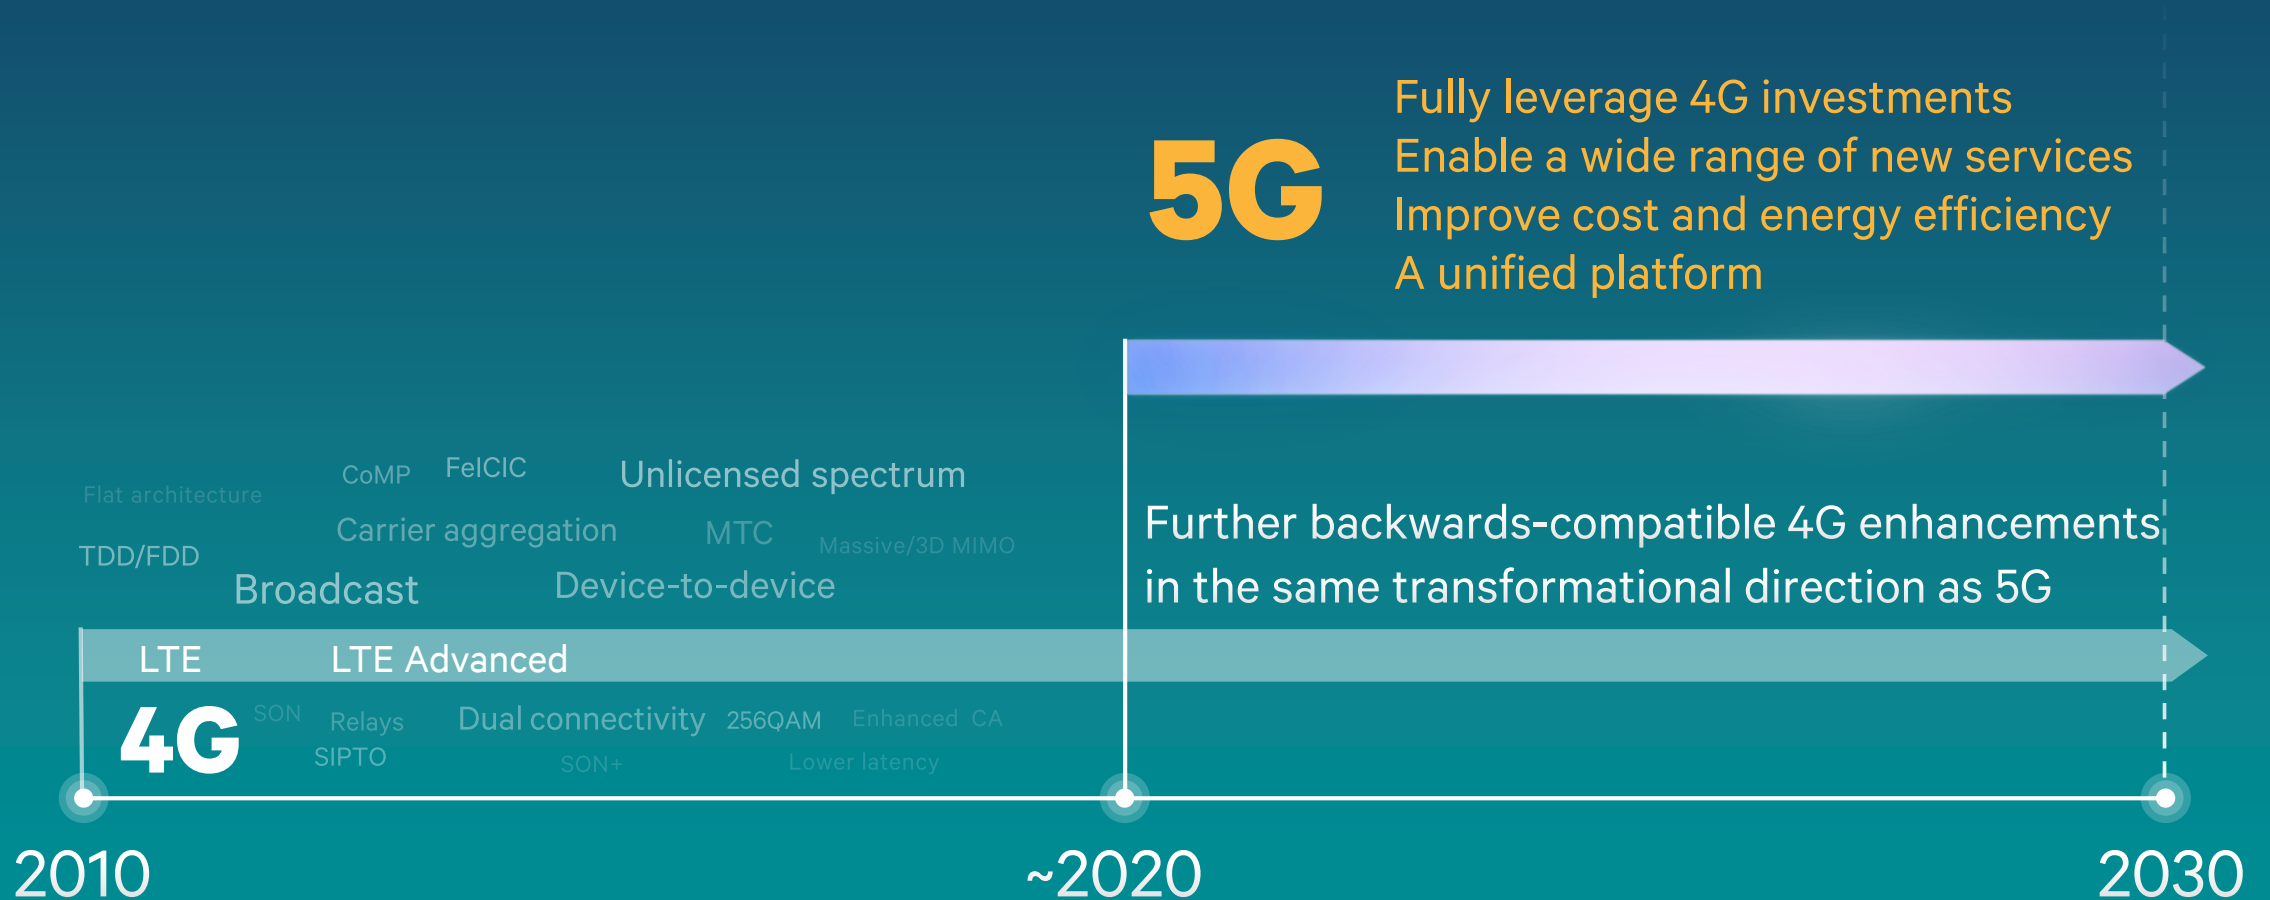 5G
Fully leverage 4G investments
Enable a wide range of new services
Improve cost and energy efficiency
A unified platform
Flat architecture
CoMP
FeICIC
Unlicensed spectrum
TDD/FDD
Carrier aggregation
MTC
Massive/3D MIMO
Broadcast
Device-to-device
Further backwards-compatible 4G enhancements
in the same transformational direction as 5G
LTE
LTE Advanced
4G
SON
Relays
Dual connectivity
256QAM
Enhanced CA
SIPTO
SON+
Lower latency
2010
~2020
2030